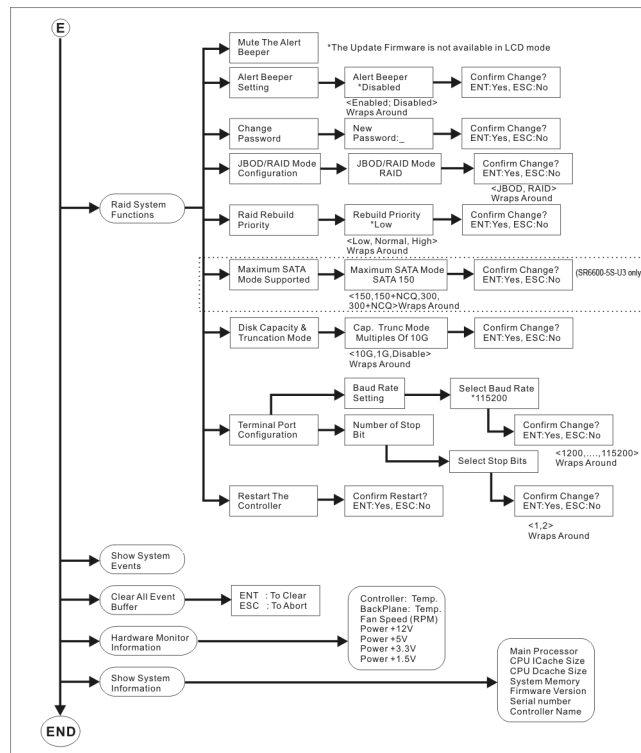 E
Mute The Alert
Beeper
*The Update Firmware is not available in LCD mode
Alert Beeper
Setting
Alert Beeper
*Disabled
Confirm Change?
ENT:Yes, ESC:No
<Enabled; Disabled>
Wraps Around
Change
Password
New
Password:_
Confirm Change?
ENT:Yes, ESC:No
JBOD/RAID Mode
Configuration
JBOD/RAID Mode
RAID
Confirm Change?
ENT:Yes, ESC:No
<JBOD, RAID>
Wraps Around
Raid System
Functions
Raid Rebuild
Priority
Rebuild Priority
*Low
Confirm Change?
ENT:Yes, ESC:No
<Low, Normal, High>
Wraps Around
Maximum SATA
Mode Supported
Maximum SATA Mode
SATA 150
Confirm Change?
ENT:Yes, ESC:No
(SR6600-5S-U3 only)
<150,150+NCQ,300,
300+NCQ>Wraps Around
Disk Capacity &
Truncation Mode
Cap. Trunc Mode
Multiples Of 10G
Confirm Change?
ENT:Yes, ESC:No
<10G,1G,Disable>
Wraps Around
Baud Rate
Setting
Select Baud Rate
*115200
Terminal Port
Configuration
Number of Stop
Bit
Confirm Change?
ENT:Yes, ESC:No
<1200,....,115200>
Wraps Around
Select Stop Bits
Restart The
Controller
Confirm Restart?
ENT:Yes, ESC:No
Confirm Change?
ENT:Yes, ESC:No
<1,2>
Wraps Around
Show System
Events
Clear All Event
Buffer
ENT : To Clear
ESC : To Abort
Hardware Monitor
Information
Controller: Temp.
BackPlane: Temp.
Fan Speed (RPM)
Power +12V
Power +5V
Power +3.3V
Power +1.5V
Show System
Information
Main Processor
CPU ICache Size
CPU Dcache Size
System Memory
Firmware Version
Serial number
Controller Name
END